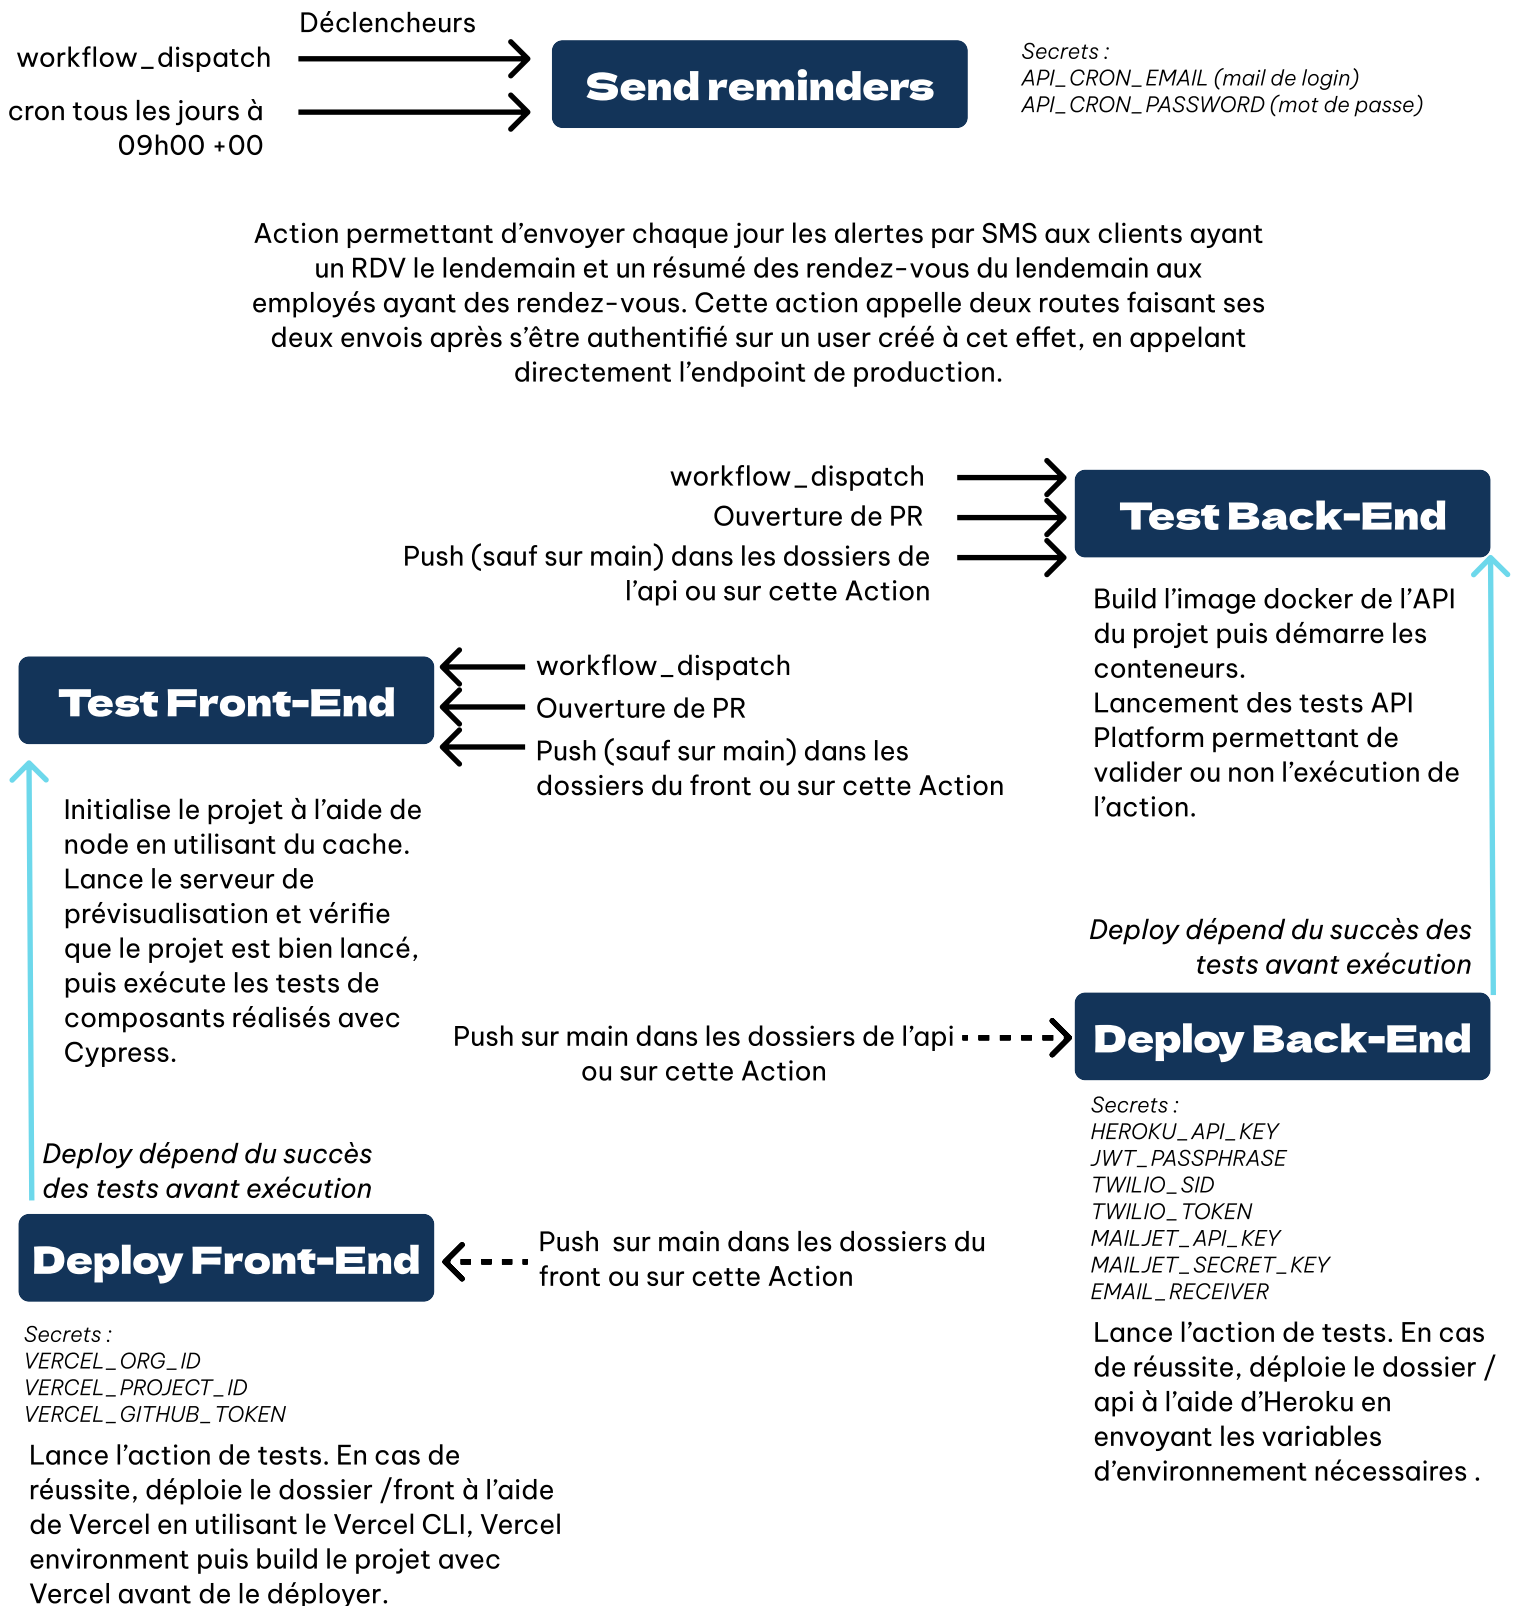 Déclencheurs
workflow_dispatch
cron tous les jours à
09h00 +00
Send reminders
Secrets :
API_CRON_EMAIL (mail de login)
API_CRON_PASSWORD (mot de passe)
Action permettant d’envoyer chaque jour les alertes par SMS aux clients ayant
un RDV le lendemain et un résumé des rendez-vous du lendemain aux
employés ayant des rendez-vous. Cette action appelle deux routes faisant ses
deux envois après s’être authentifié sur un user créé à cet effet, en appelant
directement l’endpoint de production.
workflow_dispatch
Ouverture de PR
Push (sauf sur main) dans les dossiers de
l’api ou sur cette Action
Test Back-End
Build l’image docker de l’API
du projet puis démarre les
conteneurs.
Lancement des tests API
Platform permettant de
valider ou non l’exécution de
l’action.
Test Front-End
workflow_dispatch
Ouverture de PR
Push (sauf sur main) dans les
dossiers du front ou sur cette Action
Initialise le projet à l’aide de
node en utilisant du cache.
Lance le serveur de
prévisualisation et vérifie
que le projet est bien lancé,
puis exécute les tests de
composants réalisés avec
Cypress.
Deploy dépend du succès des
tests avant exécution
Push sur main dans les dossiers de l’api
ou sur cette Action
Deploy Back-End
Secrets :
HEROKU_API_KEY
JWT_PASSPHRASE
TWILIO_SID
TWILIO_TOKEN
MAILJET_API_KEY
MAILJET_SECRET_KEY
EMAIL_RECEIVER
Lance l’action de tests. En cas
de réussite, déploie le dossier /
api à l’aide d’Heroku en
envoyant les variables
d’environnement nécessaires .
Deploy dépend du succès
des tests avant exécution
Deploy Front-End
Push  sur main dans les dossiers du
front ou sur cette Action
Secrets :
VERCEL_ORG_ID
VERCEL_PROJECT_ID
VERCEL_GITHUB_TOKEN
Lance l’action de tests. En cas de
réussite, déploie le dossier /front à l’aide
de Vercel en utilisant le Vercel CLI, Vercel
environment puis build le projet avec
Vercel avant de le déployer.